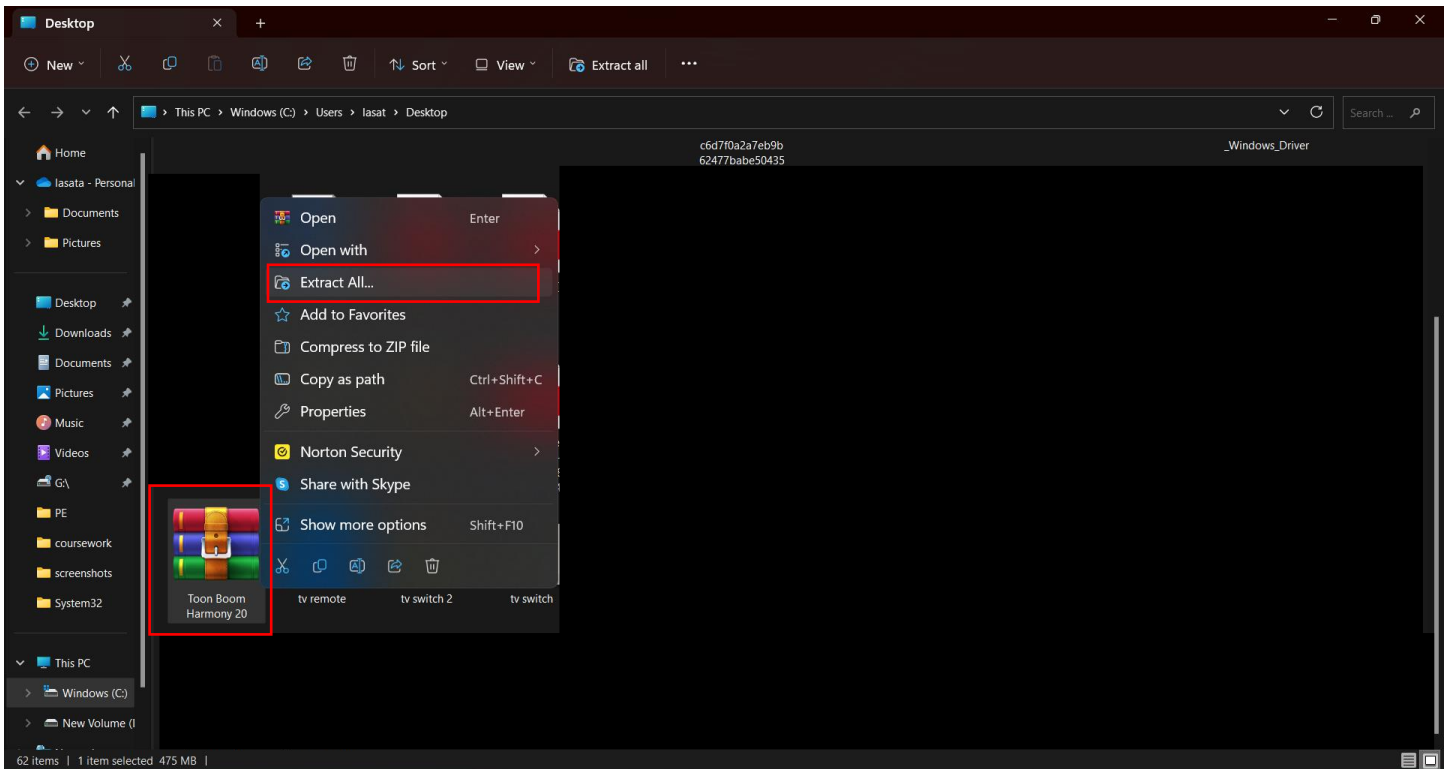 Desktop
New
Sort
View
Extract all
This PC > Windows (C:) > Users > lasat > Desktop
Search ...
Home
lasata - Personal
Documents
Pictures
Desktop
Downloads
Documents
Pictures
Music
Videos
G:\
PE
coursework
screenshots
System32
This PC
Windows (C:)
New Volume (
c6d7f0a2a7eb9b
62477babe50435
_Windows_Driver
Open Enter
Open with
Extract All...
Add to Favorites
Compress to ZIP file
Copy as path Ctrl+Shift+C
Properties Alt+Enter
Norton Security
Share with Skype
Show more options Shift+F10
Toon Boom
Harmony 20
tv remote
tv switch 2
tv switch
62 items | 1 item selected 475 MB |